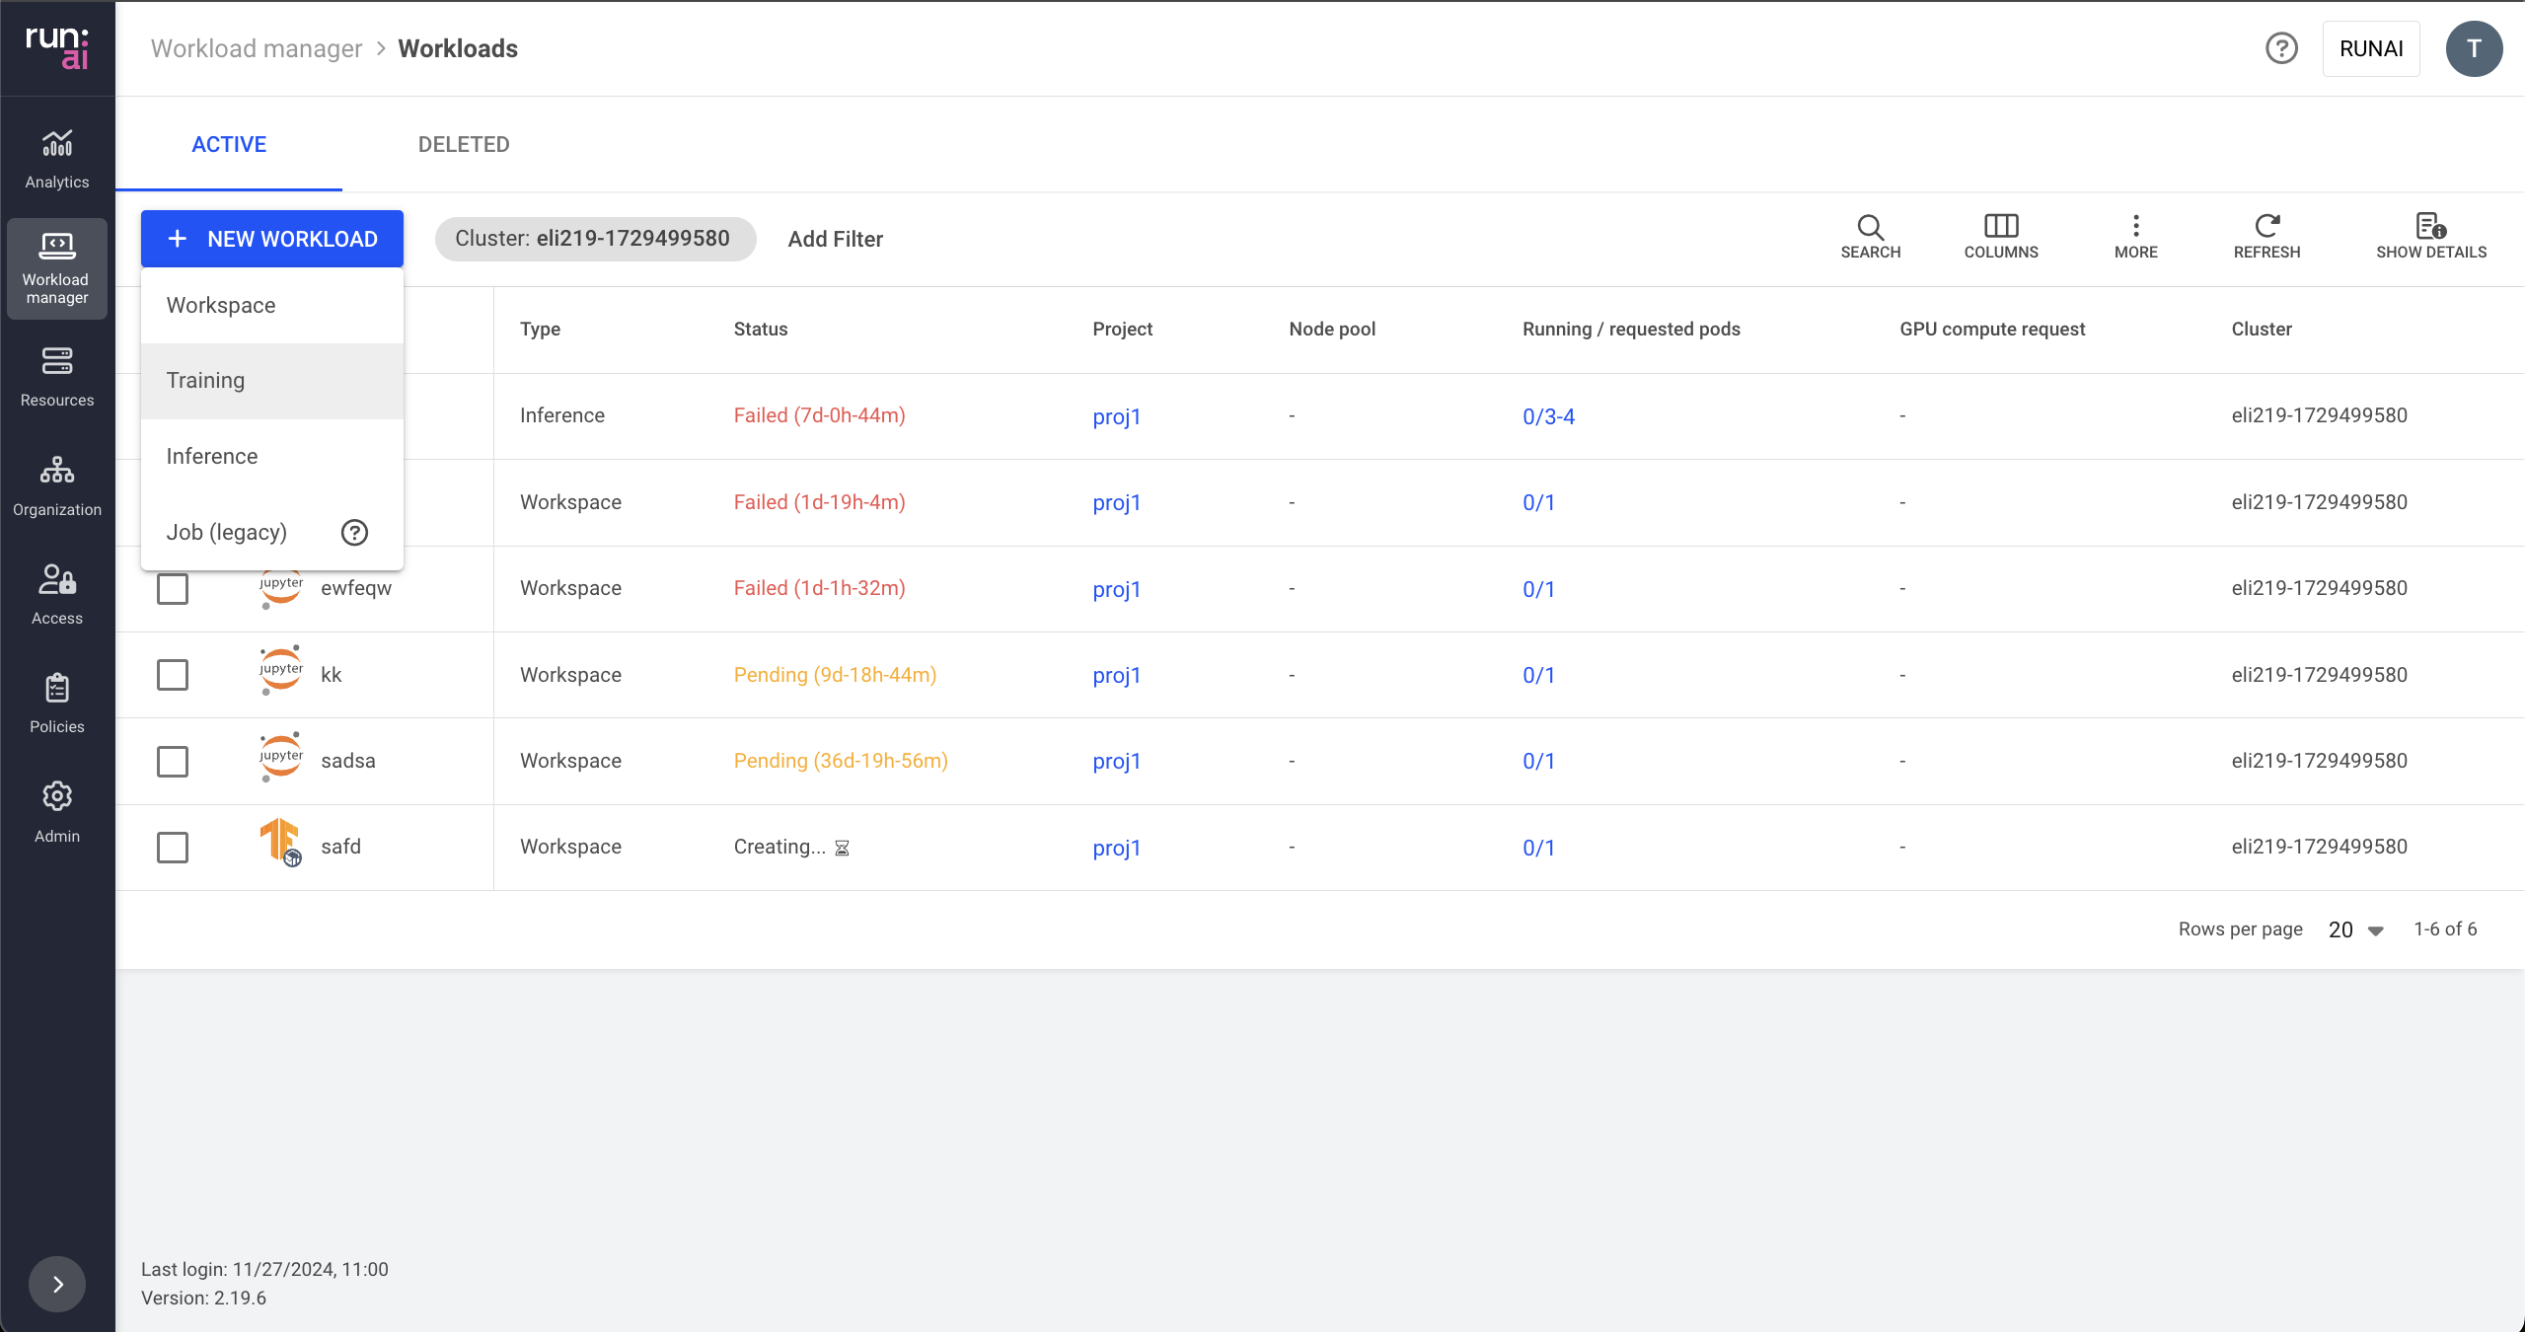 run:
ai
Workload manager > Workloads
RUNAI
T
ACTIVE
DELETED
Analytics
Workload
manager
Resources
Organization
Access
Policies
Admin
+ NEW WORKLOAD
Cluster: eli219-1729499580
Add Filter
SEARCH
COLUMNS
MORE
REFRESH
SHOW DETAILS
Workspace
Training
Inference
Job (legacy)
Type Status Project Node pool Running / requested pods GPU compute request Cluster
Inference Failed (7d-0h-44m) proj1 - 0/3-4 - eli219-1729499580
Workspace Failed (1d-19h-4m) proj1 - 0/1 - eli219-1729499580
jupyter ewfeqw Workspace Failed (1d-1h-32m) proj1 - 0/1 - eli219-1729499580
jupyter kk Workspace Pending (9d-18h-44m) proj1 - 0/1 - eli219-1729499580
jupyter sadsa Workspace Pending (36d-19h-56m) proj1 - 0/1 - eli219-1729499580
safd Workspace Creating... proj1 - 0/1 - eli219-1729499580
Rows per page 20 1-6 of 6
Last login: 11/27/2024, 11:00
Version: 2.19.6